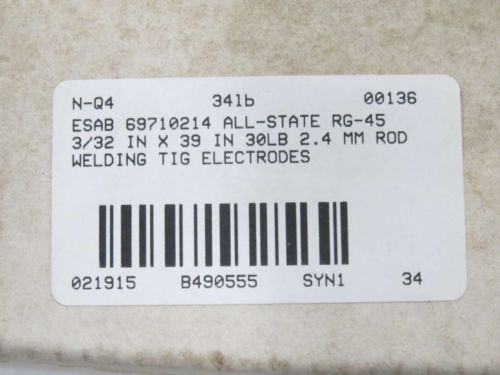 N-Q4 34lb 00136
ESAB 69710214 ALL-STATE RG-45
3/32 IN X 39 IN 30LB 2.4 MM ROD
WELDING TIG ELECTRODES
021915 B490555 SYN1 34